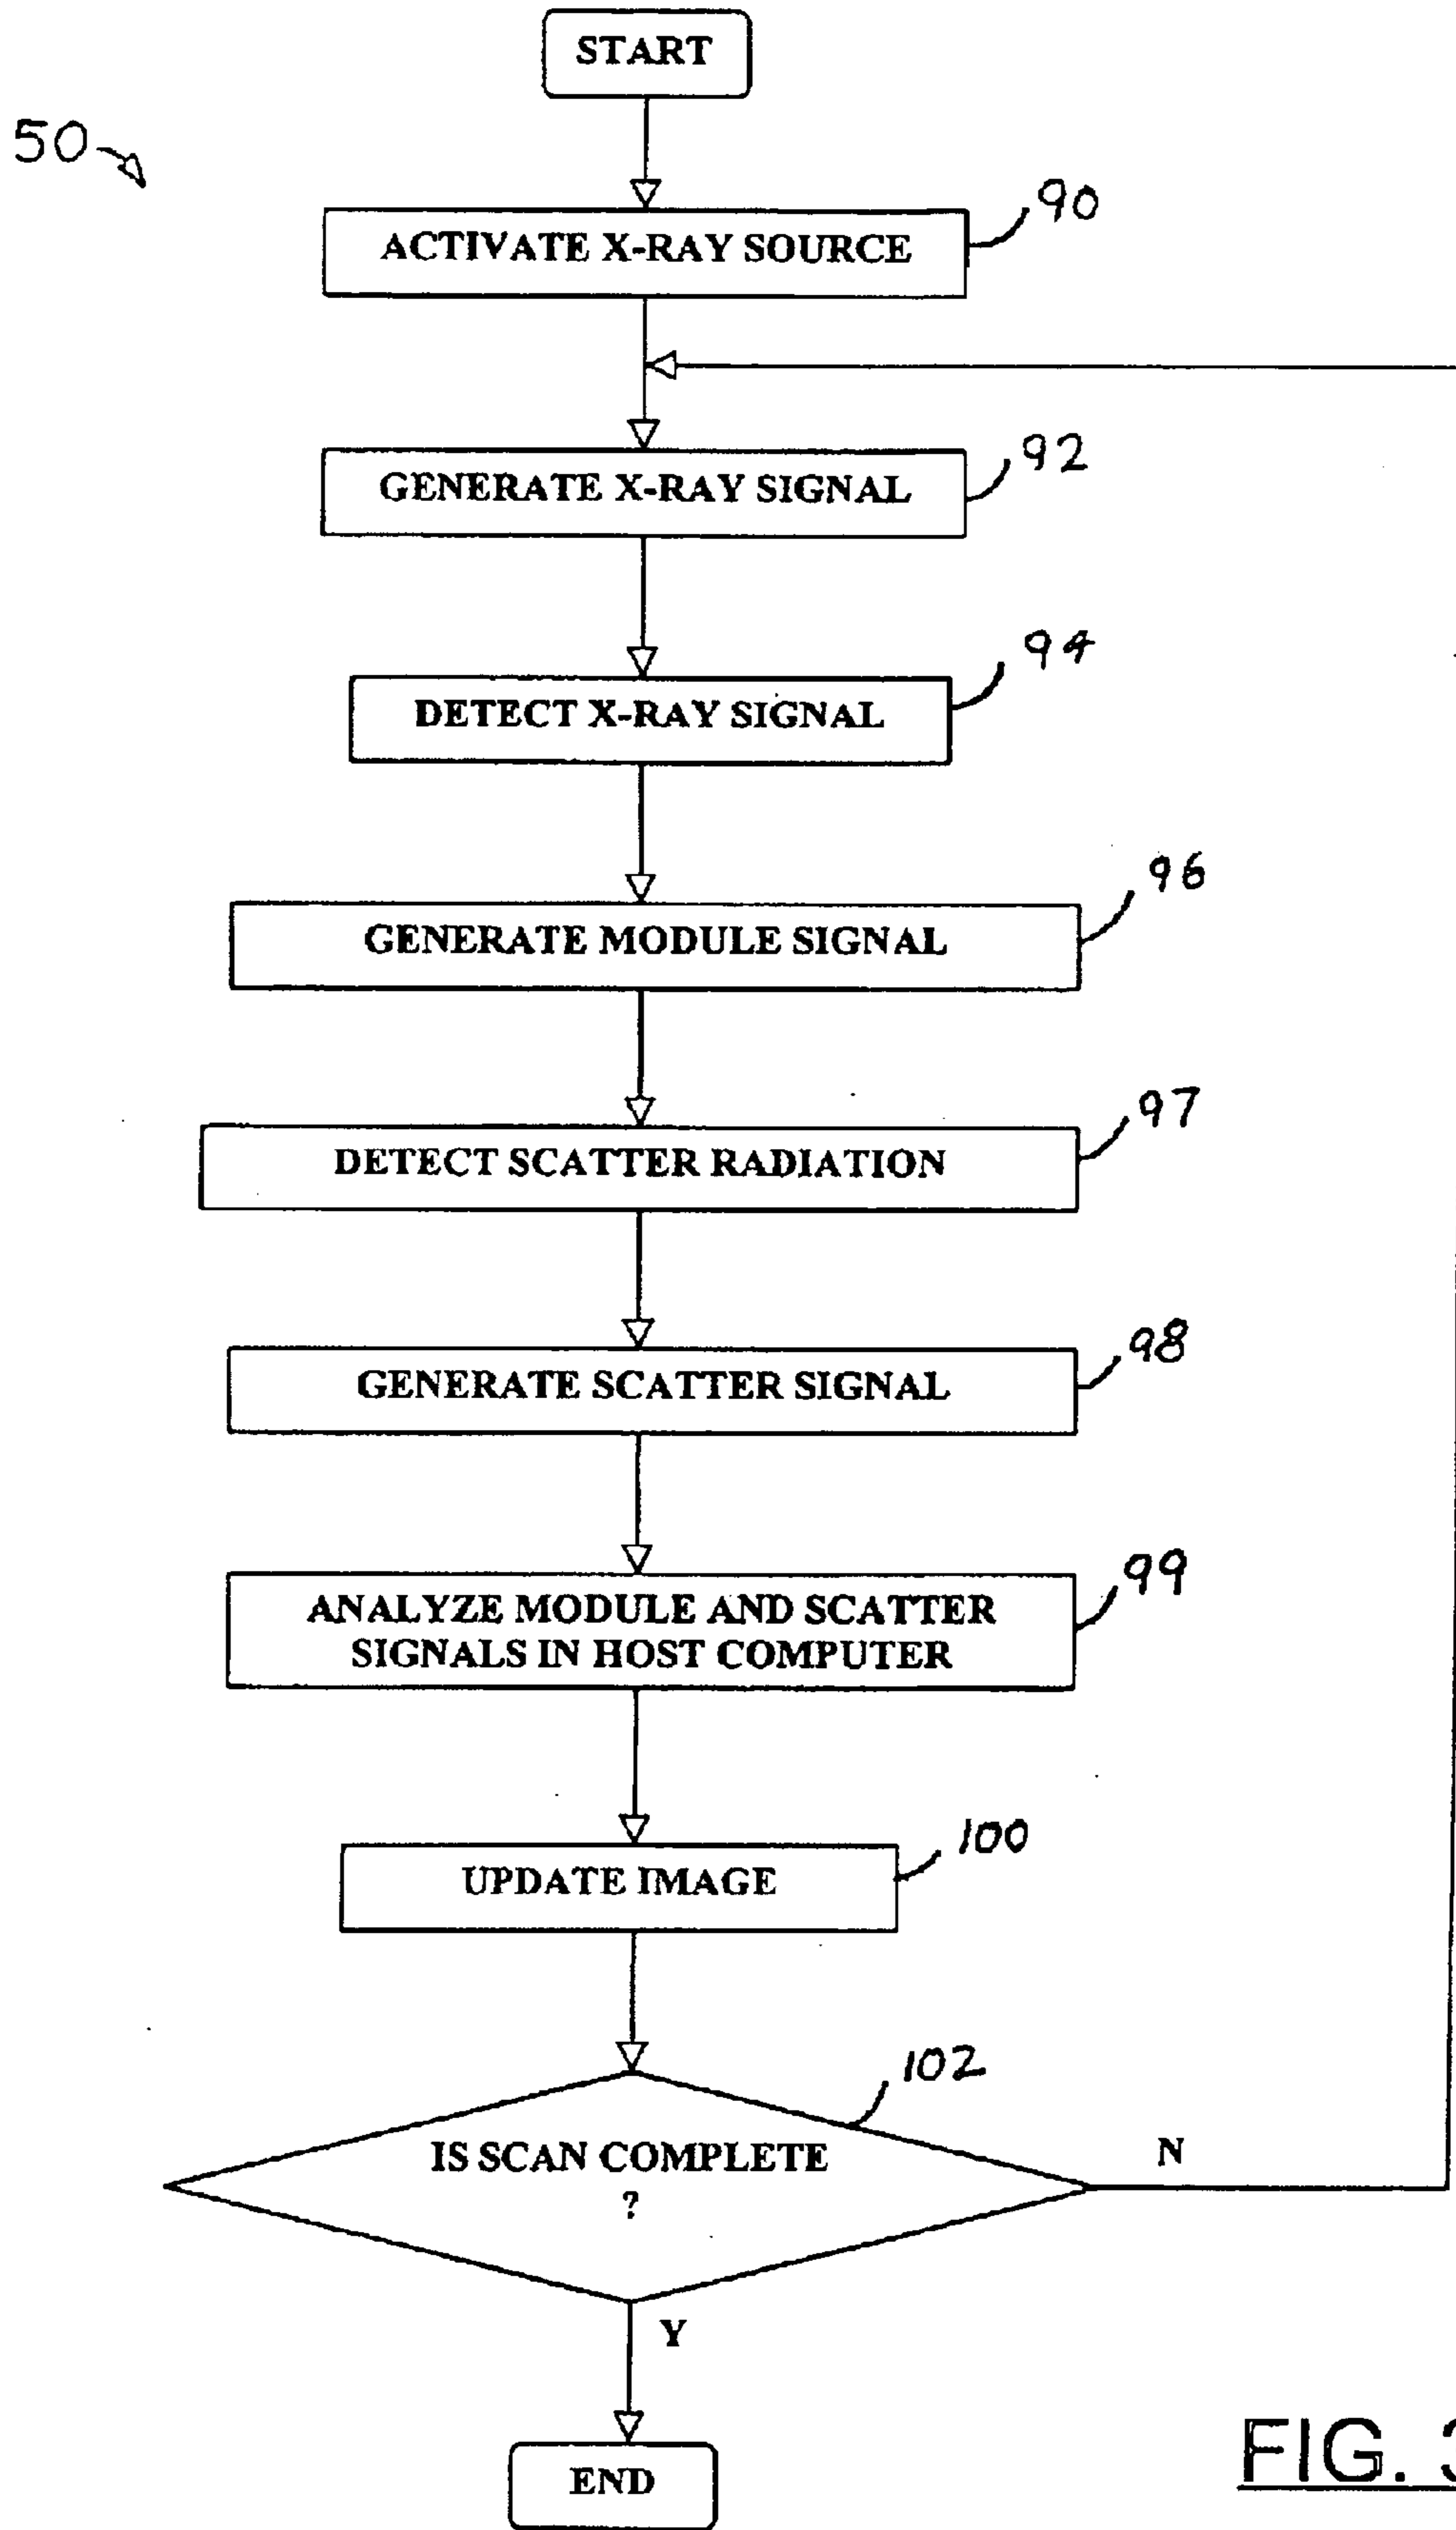 START
50
90
ACTIVATE X-RAY SOURCE
92
GENERATE X-RAY SIGNAL
94
DETECT X-RAY SIGNAL
96
GENERATE MODULE SIGNAL
97
DETECT SCATTER RADIATION
98
GENERATE SCATTER SIGNAL
99
ANALYZE MODULE AND SCATTER
SIGNALS IN HOST COMPUTER
100
UPDATE IMAGE
102
IS SCAN COMPLETE
?
N
Y
END
FIG. 3